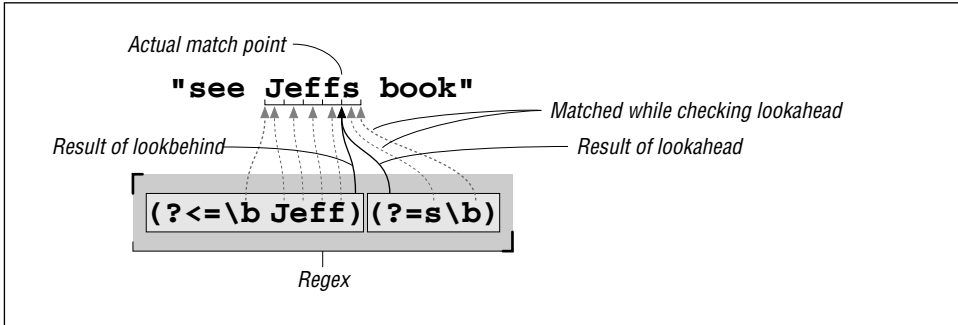 Actual match point
"see Jeffs book"
Matched while checking lookahead
Result of lookbehind
Result of lookahead
(?<=\b Jeff)(?=s\b)
Regex